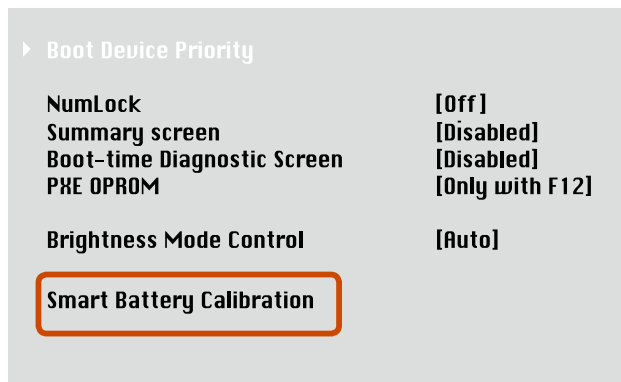 Boot Device Priority
NumLock [Off]
Summary screen [Disabled]
Boot-time Diagnostic Screen [Disabled]
PXE OPROM [Only with F12]
Brightness Mode Control [Auto]
Smart Battery Calibration